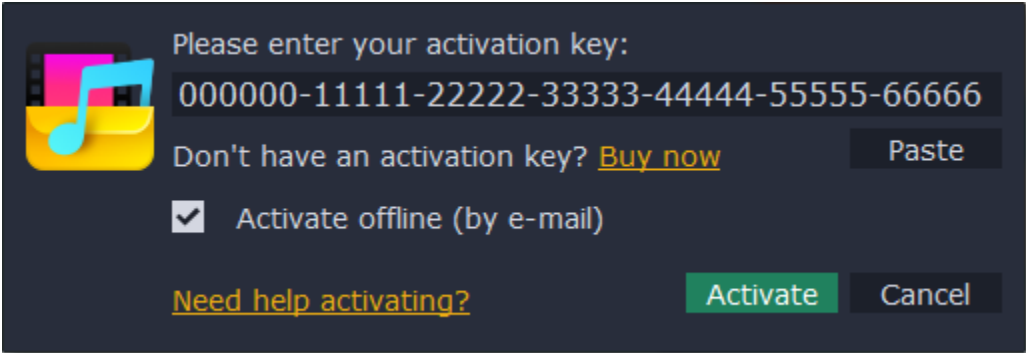 Please enter your activation key:
000000-11111-22222-33333-44444-55555-66666
Don't have an activation key? Buy now
Paste
Activate offline (by e-mail)
Need help activating?
Activate
Cancel